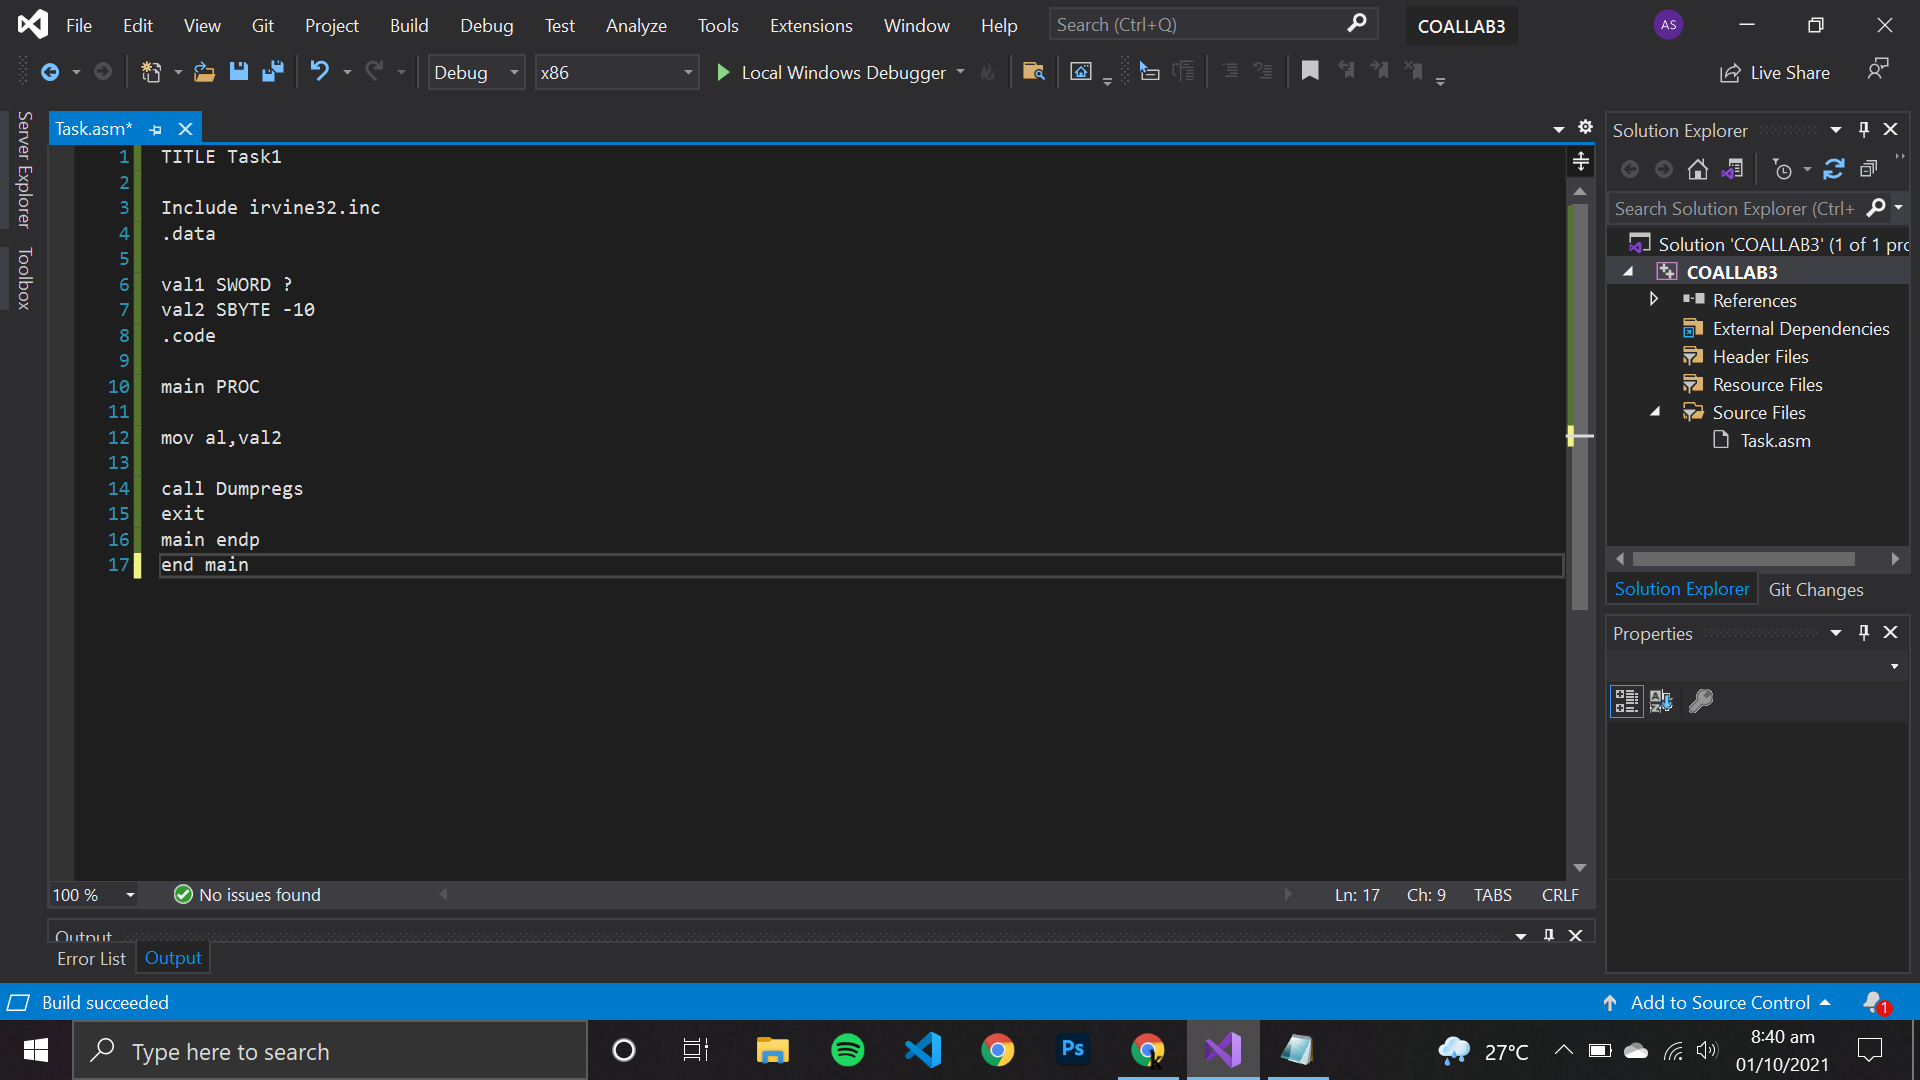 File Edit View Git Project Build Debug Test Analyze Tools Extensions Window Help Search (Ctrl+Q) COALLAB3 AS
Debug x86 Local Windows Debugger Live Share
Server Explorer
Toolbox
Task.asm*
1 TITLE Task1
2
3 Include irvine32.inc
4 .data
5
6 val1 SWORD ?
7 val2 SBYTE -10
8 .code
9
10 main PROC
11
12 mov al,val2
13
14 call Dumpregs
15 exit
16 main endp
17 end main
100 % No issues found Ln: 17 Ch: 9 TABS CRLF
Output
Error List Output
Solution Explorer
Search Solution Explorer (Ctrl+
Solution 'COALLAB3' (1 of 1 pro
COALLAB3
References
External Dependencies
Header Files
Resource Files
Source Files
Task.asm
Solution Explorer Git Changes
Properties
Build succeeded Add to Source Control 1
Type here to search Ps 27°C 8:40 am
01/10/2021